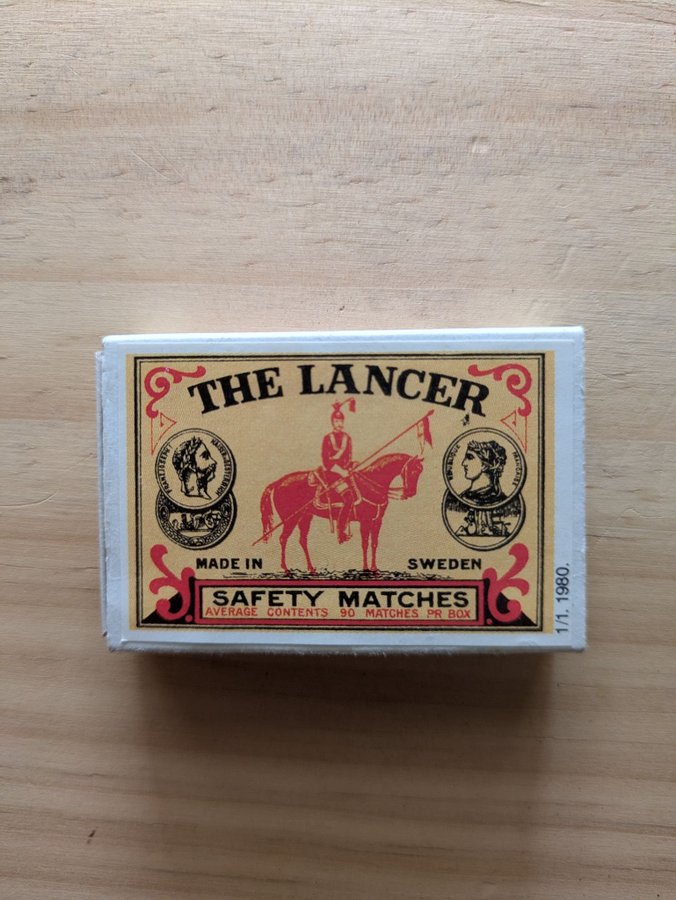 THE LANCER
MADE IN SWEDEN
SAFETY MATCHES
AVERAGE CONTENTS 90 MATCHES PR BOX
1/1. 1980.